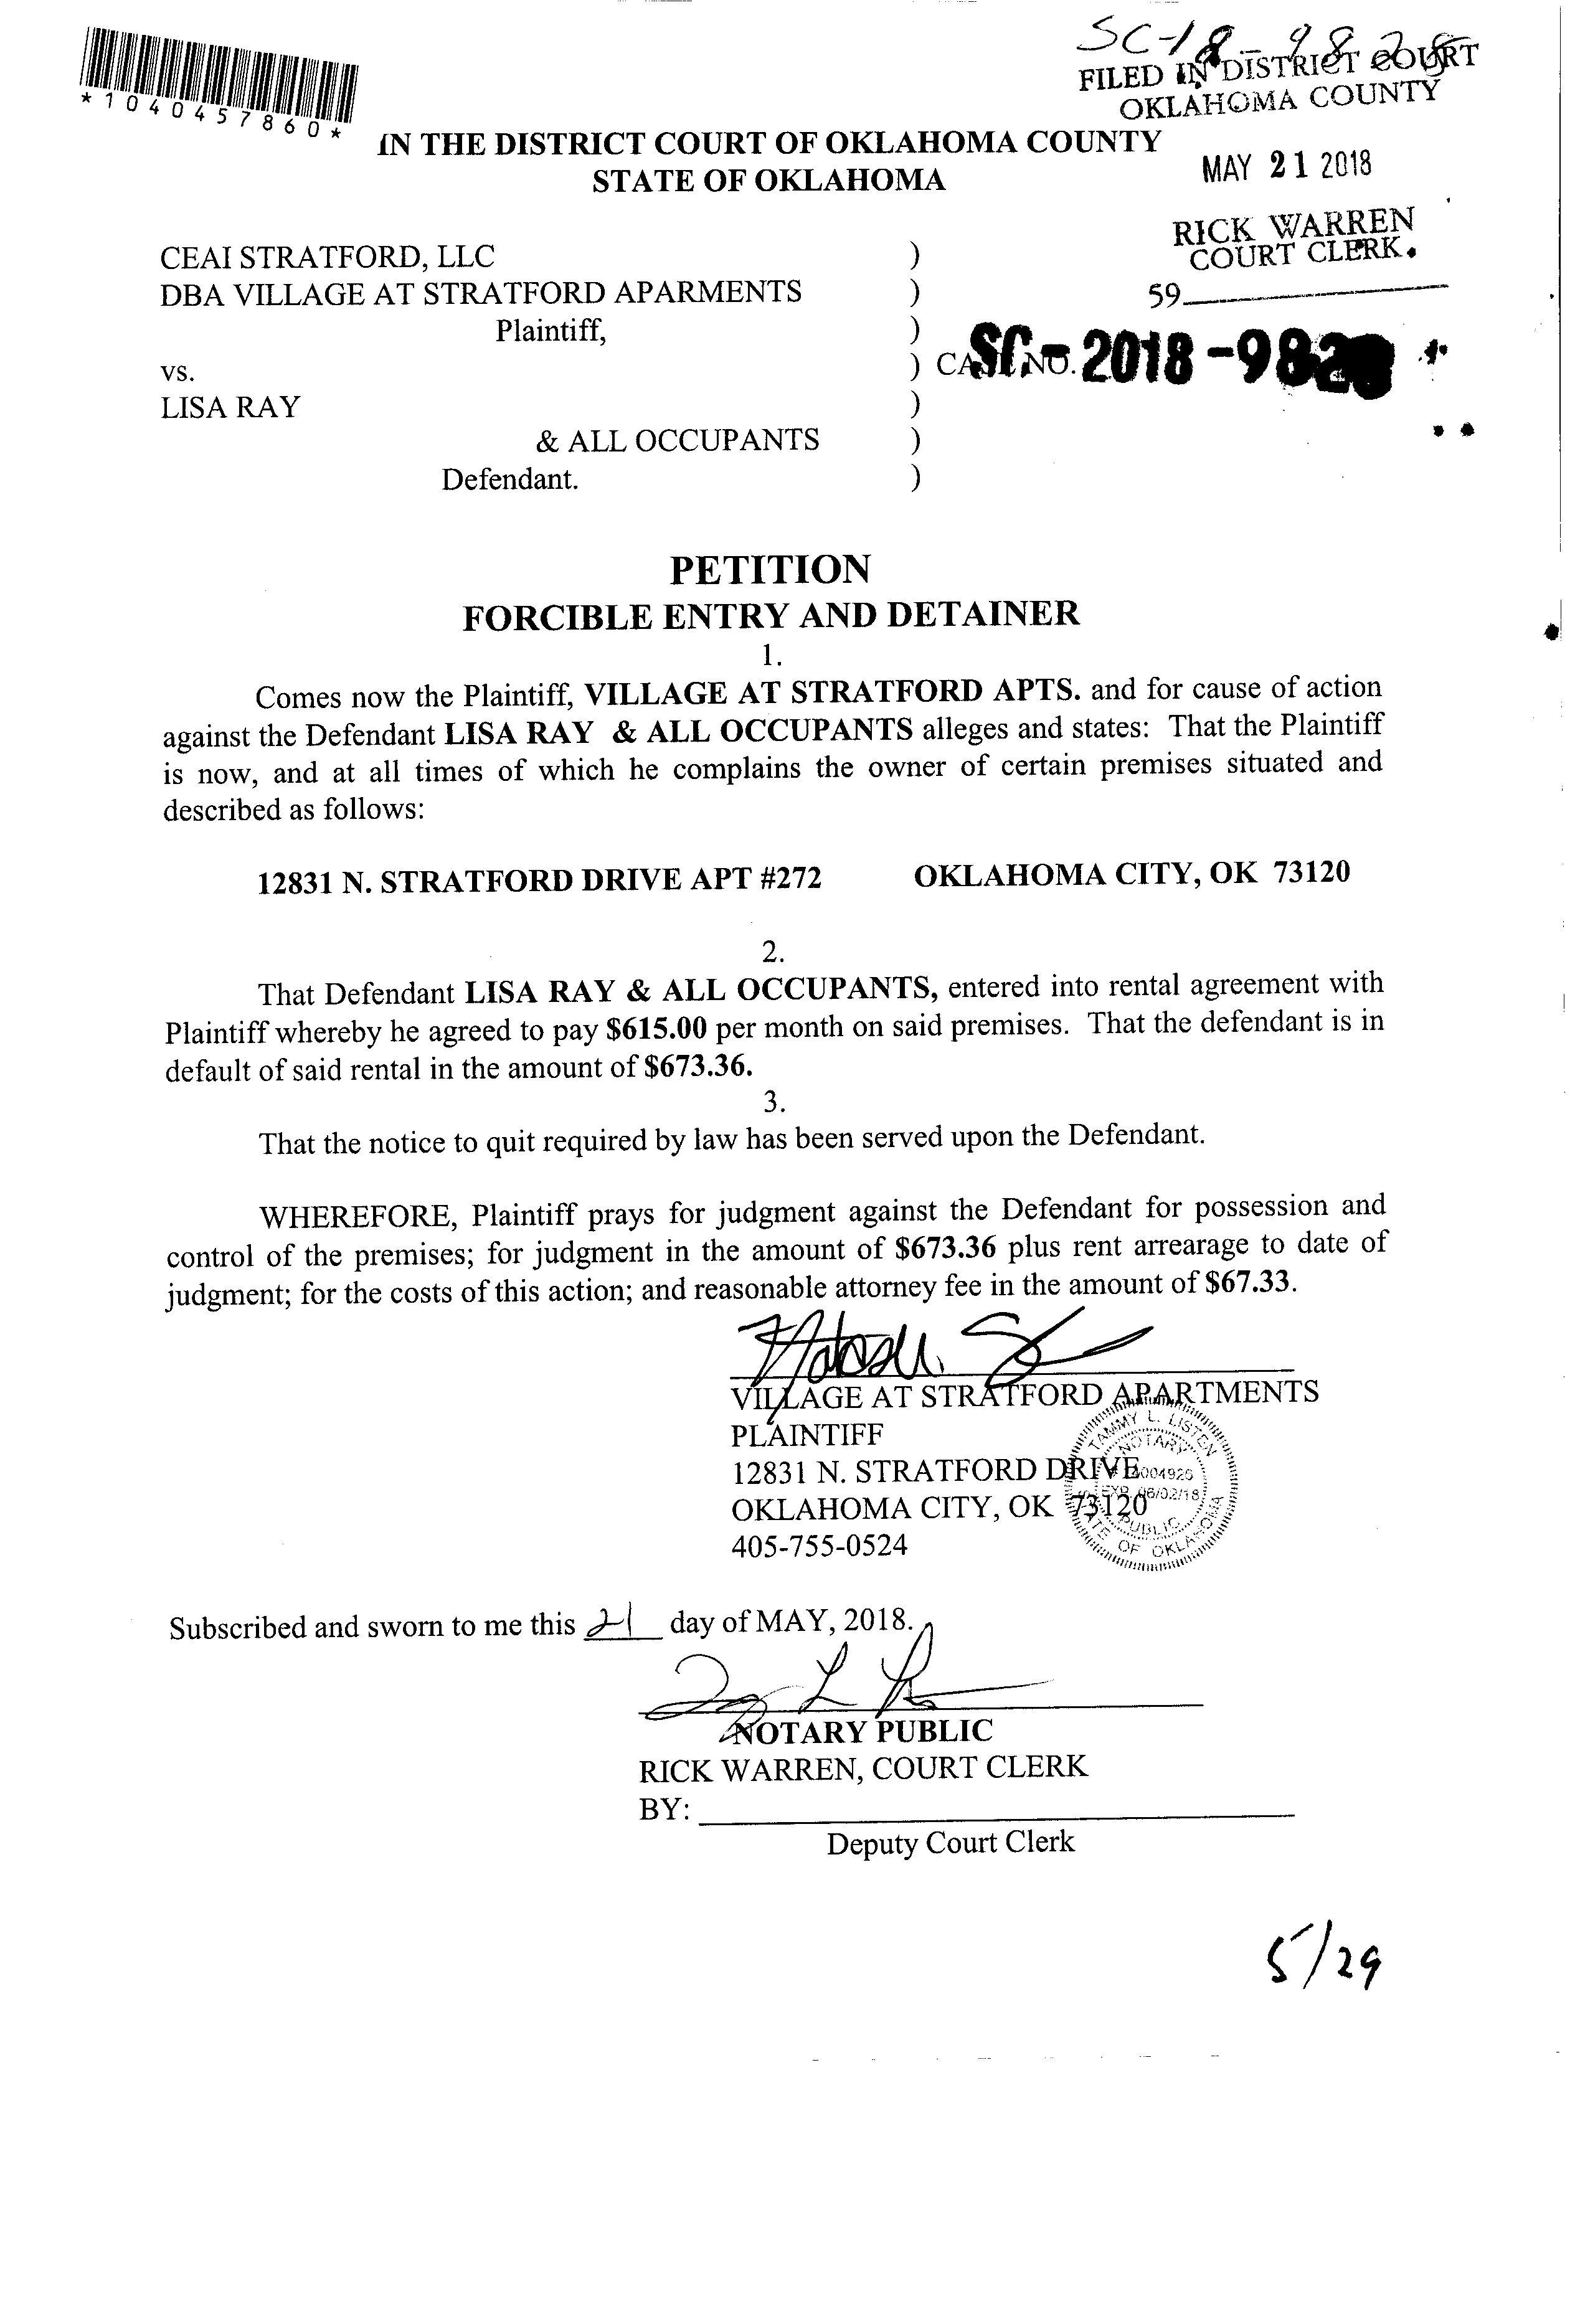 SC-18-982
FILED IN DISTRICT COURT
OKLAHOMA COUNTY
*1040457860*
IN THE DISTRICT COURT OF OKLAHOMA COUNTY
STATE OF OKLAHOMA
MAY 21 2018
RICK WARREN
COURT CLERK.
59
CEAI STRATFORD, LLC )
DBA VILLAGE AT STRATFORD APARMENTS )
Plaintiff, )
vs. ) CASE NO. SC-2018-982
LISA RAY )
& ALL OCCUPANTS )
Defendant. )
PETITION
FORCIBLE ENTRY AND DETAINER
1.
Comes now the Plaintiff, VILLAGE AT STRATFORD APTS. and for cause of action
against the Defendant LISA RAY & ALL OCCUPANTS alleges and states: That the Plaintiff
is now, and at all times of which he complains the owner of certain premises situated and
described as follows:
12831 N. STRATFORD DRIVE APT #272 OKLAHOMA CITY, OK 73120
2.
That Defendant LISA RAY & ALL OCCUPANTS, entered into rental agreement with
Plaintiff whereby he agreed to pay $615.00 per month on said premises. That the defendant is in
default of said rental in the amount of $673.36.
3.
That the notice to quit required by law has been served upon the Defendant.
WHEREFORE, Plaintiff prays for judgment against the Defendant for possession and
control of the premises; for judgment in the amount of $673.36 plus rent arrearage to date of
judgment; for the costs of this action; and reasonable attorney fee in the amount of $67.33.
VILLAGE AT STRATFORD APARTMENTS
PLAINTIFF
12831 N. STRATFORD DRIVE
OKLAHOMA CITY, OK 73120
405-755-0524
TAMMY L. LISTEN
NOTARY
004926
EXP. 06/02/18
PUBLIC
STATE OF OKLAHOMA
Subscribed and sworn to me this 21 day of MAY, 2018.
NOTARY PUBLIC
RICK WARREN, COURT CLERK
BY:
Deputy Court Clerk
5/29